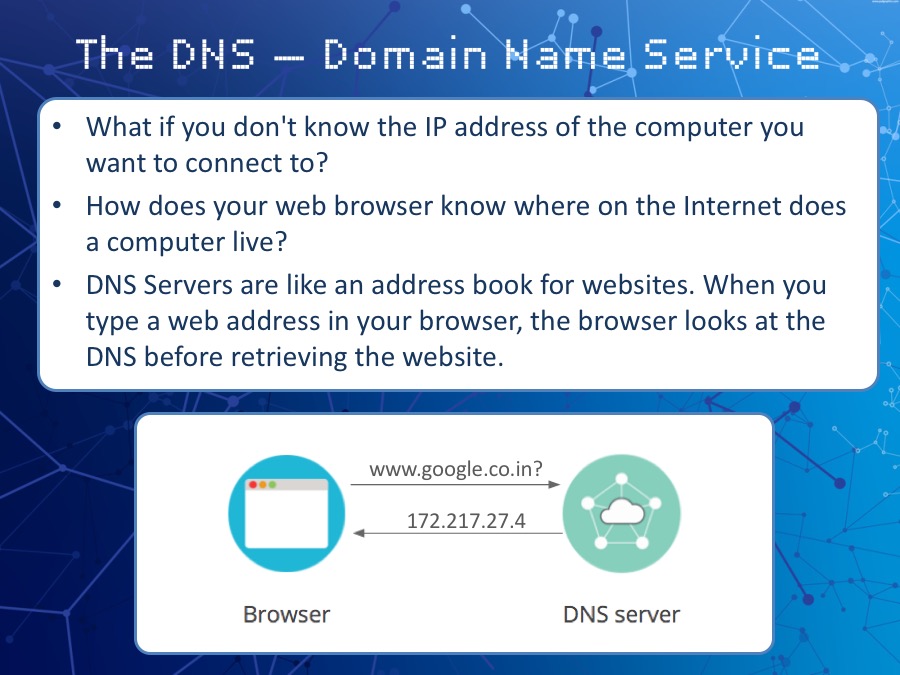 The DNS – Domain Name Service
• What if you don't know the IP address of the computer you
want to connect to?
• How does your web browser know where on the Internet does
a computer live?
• DNS Servers are like an address book for websites. When you
type a web address in your browser, the browser looks at the
DNS before retrieving the website.
www.google.co.in?
172.217.27.4
Browser
DNS server